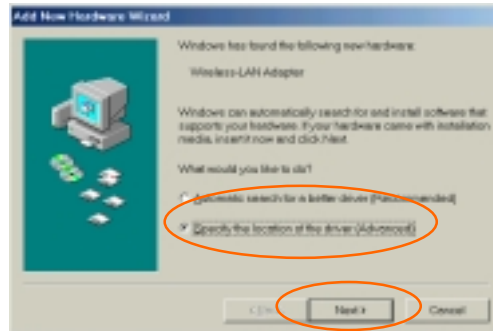 Add New Hardware Wizard
Windows has found the following new hardware:
Wireless-LAN Adapter
Windows can automatically search for and install software that
supports your hardware. If your hardware came with installation
media, insert it now and click Next.
What would you like to do?
Automatic search for a better driver (Recommended)
Specify the location of the driver (Advanced)
< Back
Next >
Cancel